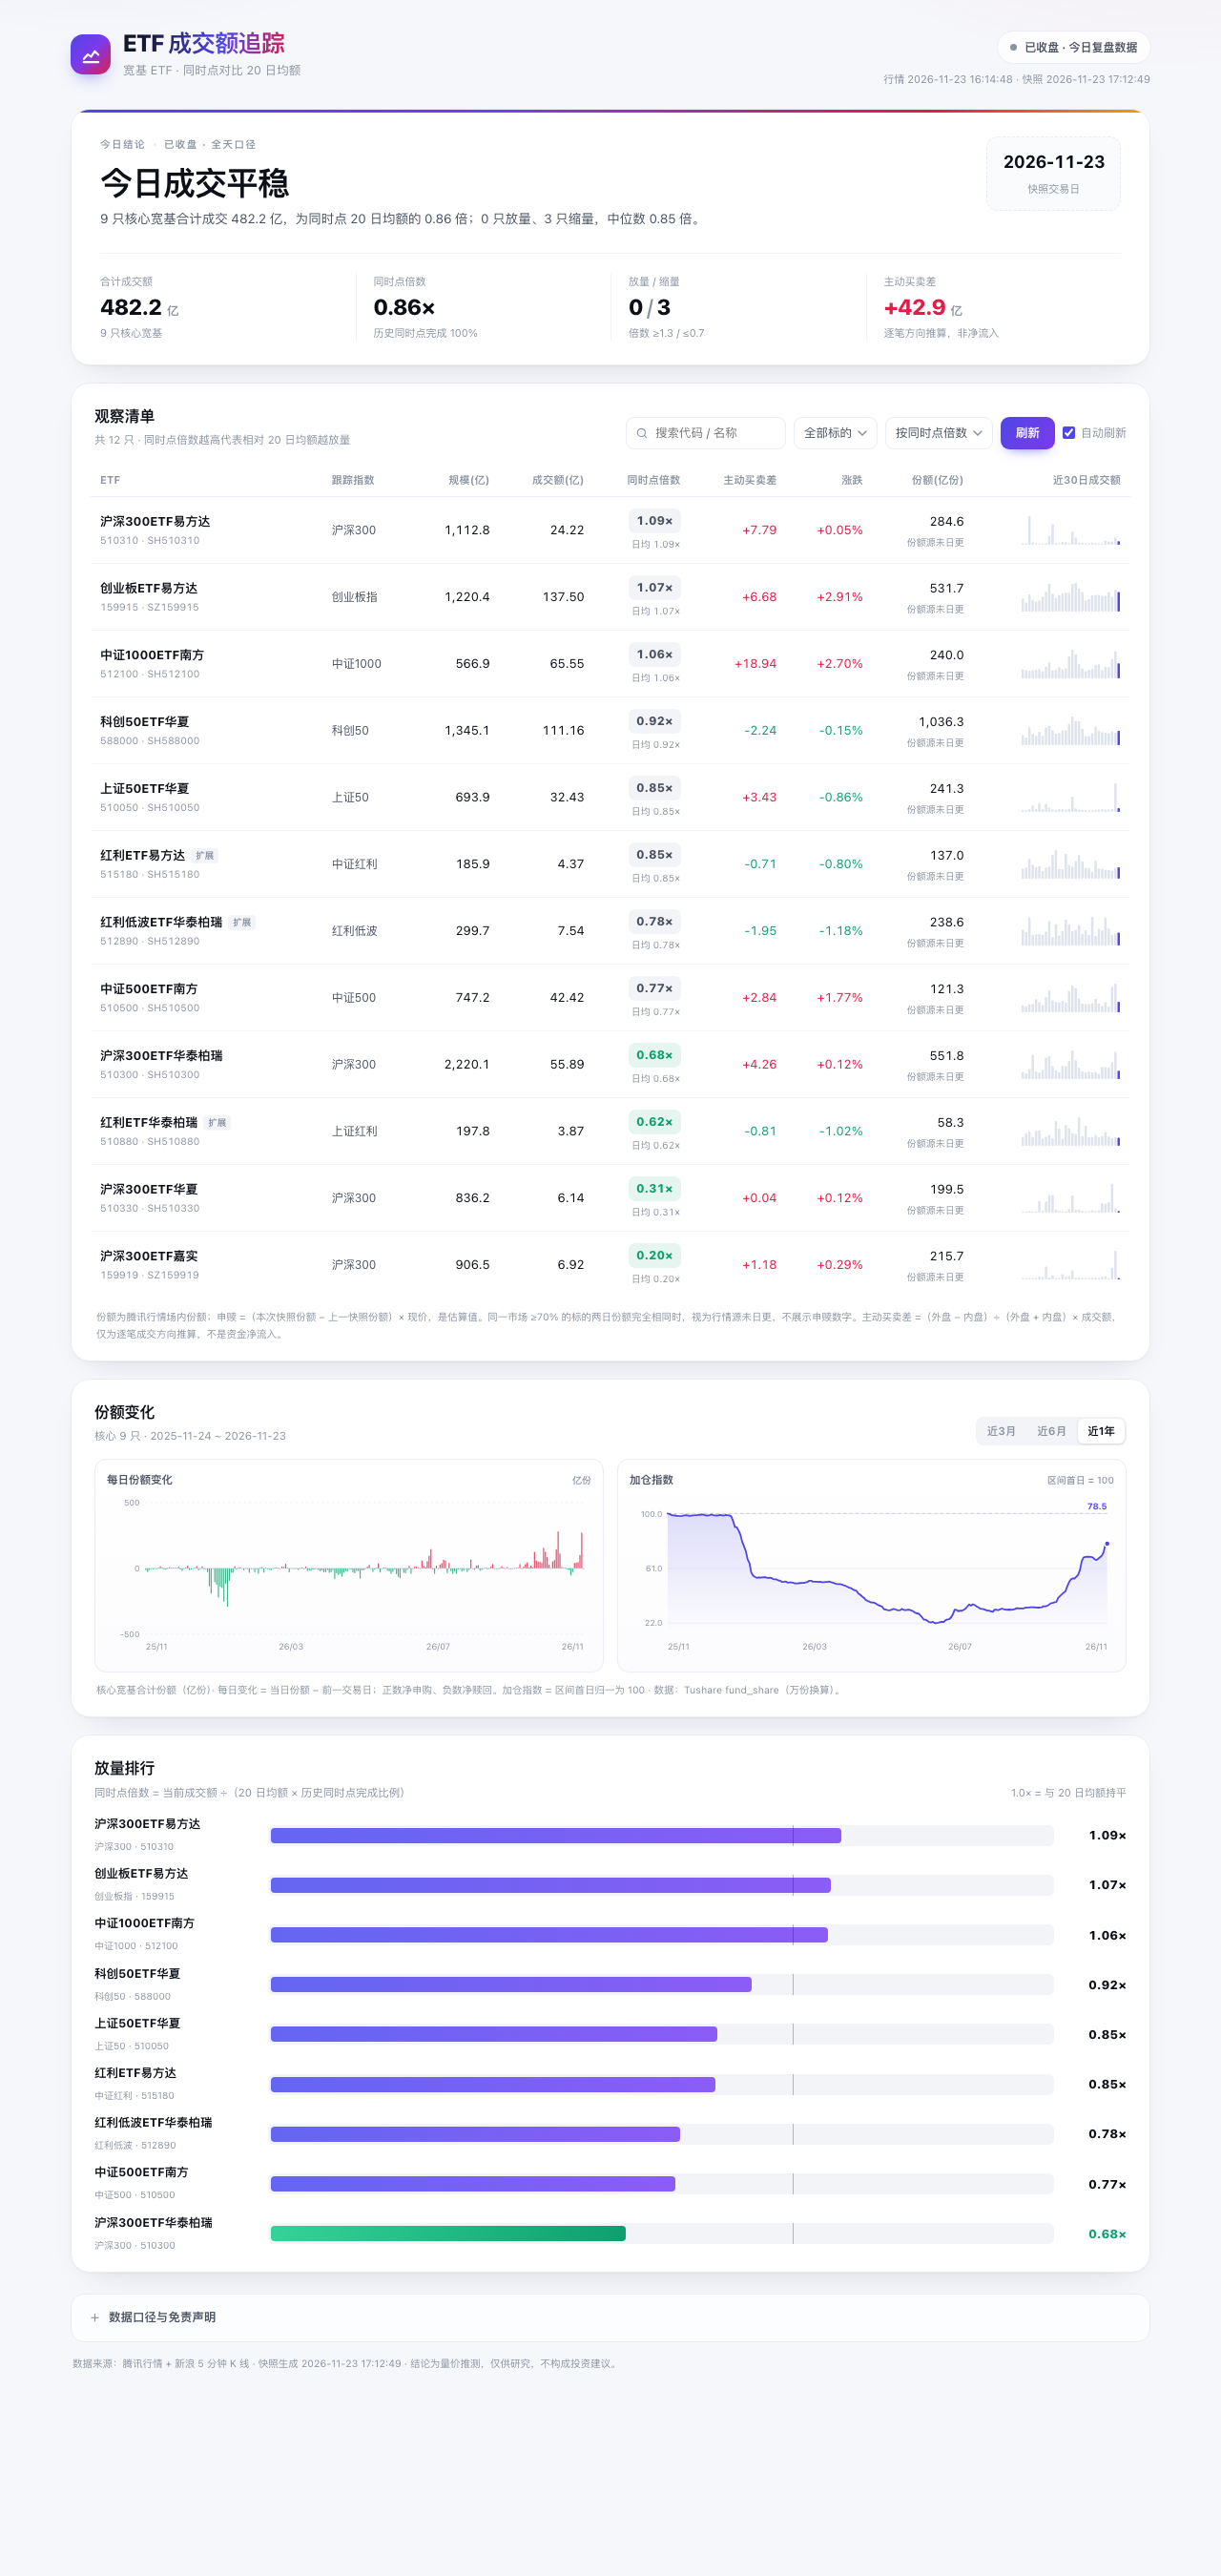 ETF 成交额追踪
宽基 ETF · 同时点对比 20 日均额
已收盘 · 今日复盘数据
行情 2026-11-23 16:14:48 · 快照 2026-11-23 17:12:49
今日结论 · 已收盘 · 全天口径
今日成交平稳
9 只核心宽基合计成交 482.2 亿，为同时点 20 日均额的 0.86 倍；0 只放量、3 只缩量，中位数 0.85 倍。
2026-11-23
快照交易日
合计成交额
482.2 亿
9 只核心宽基
同时点倍数
0.86×
历史同时点完成 100%
放量 / 缩量
0 / 3
倍数 ≥1.3 / ≤0.7
主动买卖差
+42.9 亿
逐笔方向推算，非净流入
观察清单
共 12 只 · 同时点倍数越高代表相对 20 日均额越放量
搜索代码 / 名称
全部标的
按同时点倍数
刷新
自动刷新
ETF 跟踪指数 规模(亿) 成交额(亿) 同时点倍数 主动买卖差 涨跌 份额(亿份) 近30日成交额
沪深300ETF易方达
510310 · SH510310
沪深300 1,112.8 24.22 1.09× +7.79 +0.05% 284.6
日均 1.09× 份额源未日更
创业板ETF易方达
159915 · SZ159915
创业板指 1,220.4 137.50 1.07× +6.68 +2.91% 531.7
日均 1.07× 份额源未日更
中证1000ETF南方
512100 · SH512100
中证1000 566.9 65.55 1.06× +18.94 +2.70% 240.0
日均 1.06× 份额源未日更
科创50ETF华夏
588000 · SH588000
科创50 1,345.1 111.16 0.92× -2.24 -0.15% 1,036.3
日均 0.92× 份额源未日更
上证50ETF华夏
510050 · SH510050
上证50 693.9 32.43 0.85× +3.43 -0.86% 241.3
日均 0.85× 份额源未日更
红利ETF易方达 扩展
515180 · SH515180
中证红利 185.9 4.37 0.85× -0.71 -0.80% 137.0
日均 0.85× 份额源未日更
红利低波ETF华泰柏瑞 扩展
512890 · SH512890
红利低波 299.7 7.54 0.78× -1.95 -1.18% 238.6
日均 0.78× 份额源未日更
中证500ETF南方
510500 · SH510500
中证500 747.2 42.42 0.77× +2.84 +1.77% 121.3
日均 0.77× 份额源未日更
沪深300ETF华泰柏瑞
510300 · SH510300
沪深300 2,220.1 55.89 0.68× +4.26 +0.12% 551.8
日均 0.68× 份额源未日更
红利ETF华泰柏瑞 扩展
510880 · SH510880
上证红利 197.8 3.87 0.62× -0.81 -1.02% 58.3
日均 0.62× 份额源未日更
沪深300ETF华夏
510330 · SH510330
沪深300 836.2 6.14 0.31× +0.04 +0.12% 199.5
日均 0.31× 份额源未日更
沪深300ETF嘉实
159919 · SZ159919
沪深300 906.5 6.92 0.20× +1.18 +0.29% 215.7
日均 0.20× 份额源未日更
份额为腾讯行情场内份额；申赎 =（本次快照份额 − 上一快照份额）× 现价，是估算值。同一市场 ≥70% 的标的两日份额完全相同时，视为行情源未日更，不展示申赎数字。主动买卖差 =（外盘 − 内盘）÷（外盘 + 内盘）× 成交额，
仅为逐笔成交方向推算，不是资金净流入。
份额变化
核心 9 只 · 2025-11-24 ~ 2026-11-23
近3月 近6月 近1年
每日份额变化 亿份
500
0
-500
25/11 26/03 26/07 26/11
加仓指数 区间首日 = 100
78.5
100.0
61.0
22.0
25/11 26/03 26/07 26/11
核心宽基合计份额（亿份）· 每日变化 = 当日份额 − 前一交易日；正数净申购、负数净赎回。加仓指数 = 区间首日归一为 100 · 数据：Tushare fund_share（万份换算）。
放量排行
同时点倍数 = 当前成交额 ÷（20 日均额 × 历史同时点完成比例）
1.0× = 与 20 日均额持平
沪深300ETF易方达
沪深300 · 510310
1.09×
创业板ETF易方达
创业板指 · 159915
1.07×
中证1000ETF南方
中证1000 · 512100
1.06×
科创50ETF华夏
科创50 · 588000
0.92×
上证50ETF华夏
上证50 · 510050
0.85×
红利ETF易方达
中证红利 · 515180
0.85×
红利低波ETF华泰柏瑞
红利低波 · 512890
0.78×
中证500ETF南方
中证500 · 510500
0.77×
沪深300ETF华泰柏瑞
沪深300 · 510300
0.68×
+ 数据口径与免责声明
数据来源：腾讯行情 + 新浪 5 分钟 K 线 · 快照生成 2026-11-23 17:12:49 · 结论为量价推测，仅供研究，不构成投资建议。